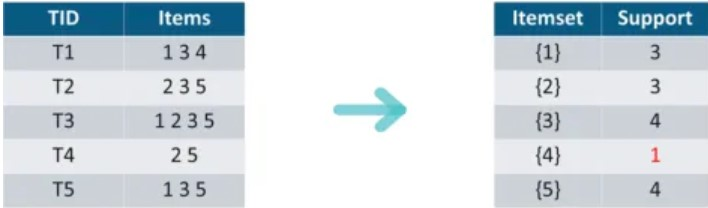 TID Items
T1 1 3 4
T2 2 3 5
T3 1 2 3 5
T4 2 5
T5 1 3 5
Itemset Support
{1} 3
{2} 3
{3} 4
{4} 1
{5} 4